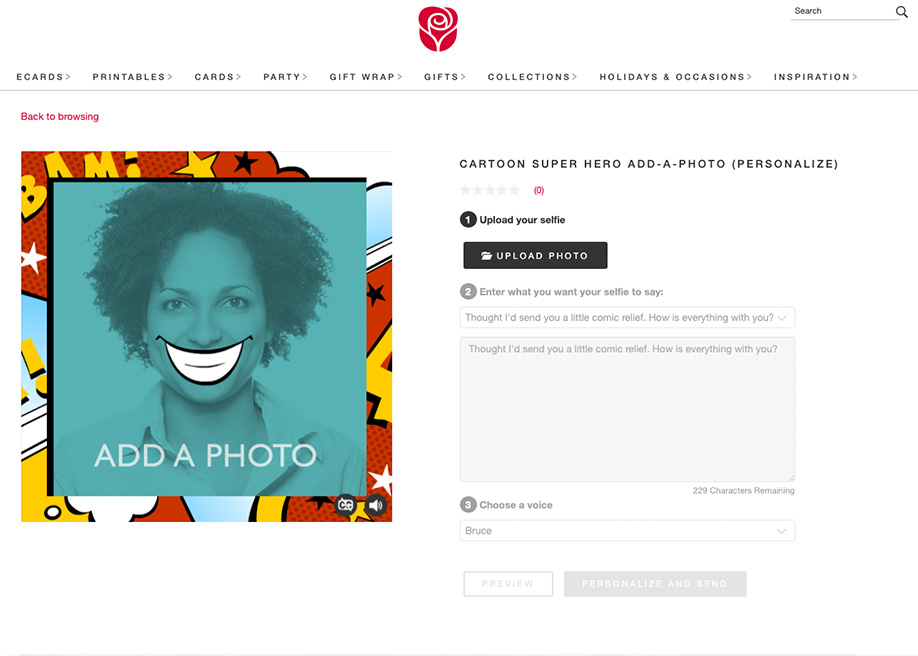 Search
ECARDS> PRINTABLES> CARDS> PARTY> GIFT WRAP> GIFTS> COLLECTIONS> HOLIDAYS & OCCASIONS> INSPIRATION>
Back to browsing
BAM!
ADD A PHOTO
CC
CARTOON SUPER HERO ADD-A-PHOTO (PERSONALIZE)
(0)
1 Upload your selfie
UPLOAD PHOTO
2 Enter what you want your selfie to say:
Thought I'd send you a little comic relief. How is everything with you?
Thought I'd send you a little comic relief. How is everything with you?
229 Characters Remaining
3 Choose a voice
Bruce
PREVIEW PERSONALIZE AND SEND